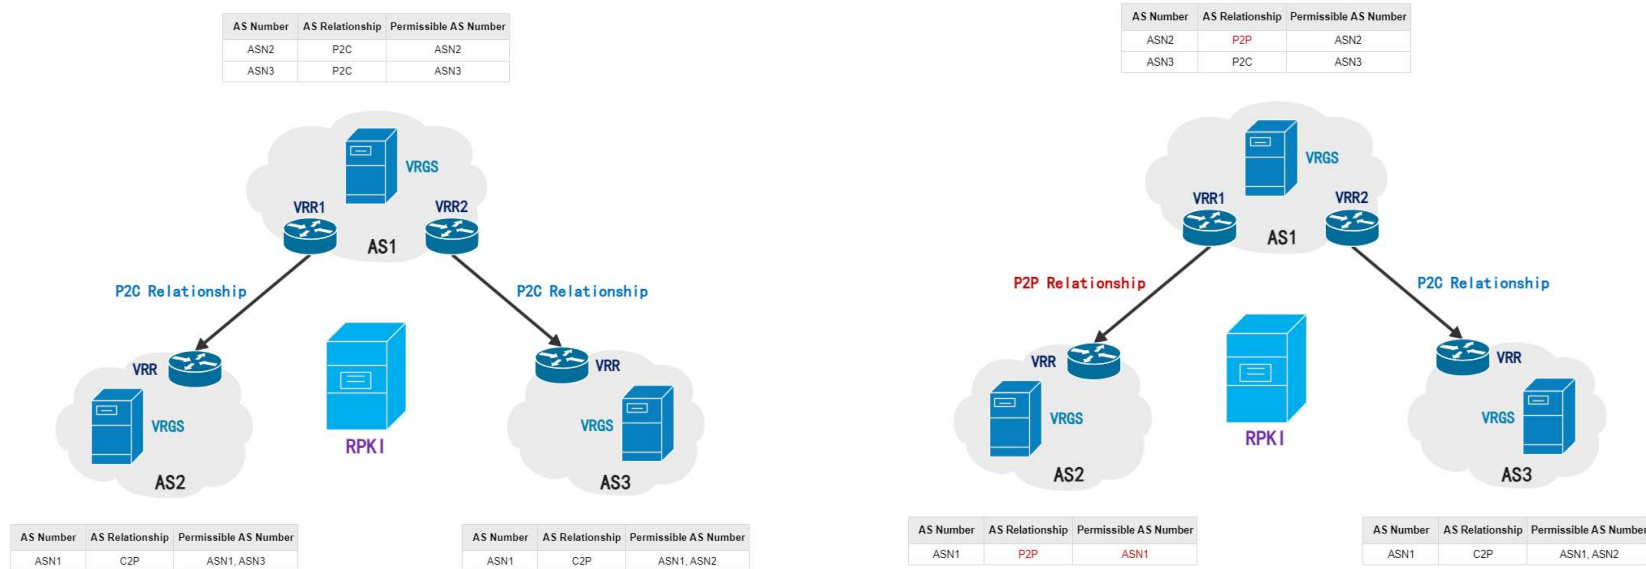 AS Number AS Relationship Permissible AS Number
ASN2 P2C ASN2
ASN3 P2C ASN3
VRGS
VRR1 VRR2
AS1
P2C Relationship P2C Relationship
VRR VRR
VRGS VRGS
RPKI
AS2 AS3
AS Number AS Relationship Permissible AS Number
ASN1 C2P ASN1, ASN3
AS Number AS Relationship Permissible AS Number
ASN1 C2P ASN1, ASN2
AS Number AS Relationship Permissible AS Number
ASN2 P2P ASN2
ASN3 P2C ASN3
VRGS
VRR1 VRR2
AS1
P2P Relationship P2C Relationship
VRR VRR
VRGS VRGS
RPKI
AS2 AS3
AS Number AS Relationship Permissible AS Number
ASN1 P2P ASN1
AS Number AS Relationship Permissible AS Number
ASN1 C2P ASN1, ASN2